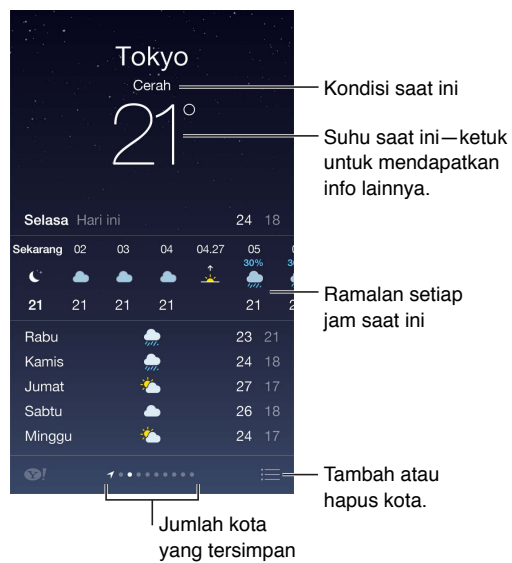 Tokyo
Cerah
21°
Kondisi saat ini
Suhu saat ini—ketuk
untuk mendapatkan
info lainnya.
Selasa Hari ini 24 18
Sekarang 02 03 04 04.27 05 0
30% 30
21 21 21 21 21 2
Ramalan setiap
jam saat ini
Rabu 23 21
Kamis 24 18
Jumat 27 17
Sabtu 26 18
Minggu 24 17
Y!
Tambah atau
hapus kota.
Jumlah kota
yang tersimpan